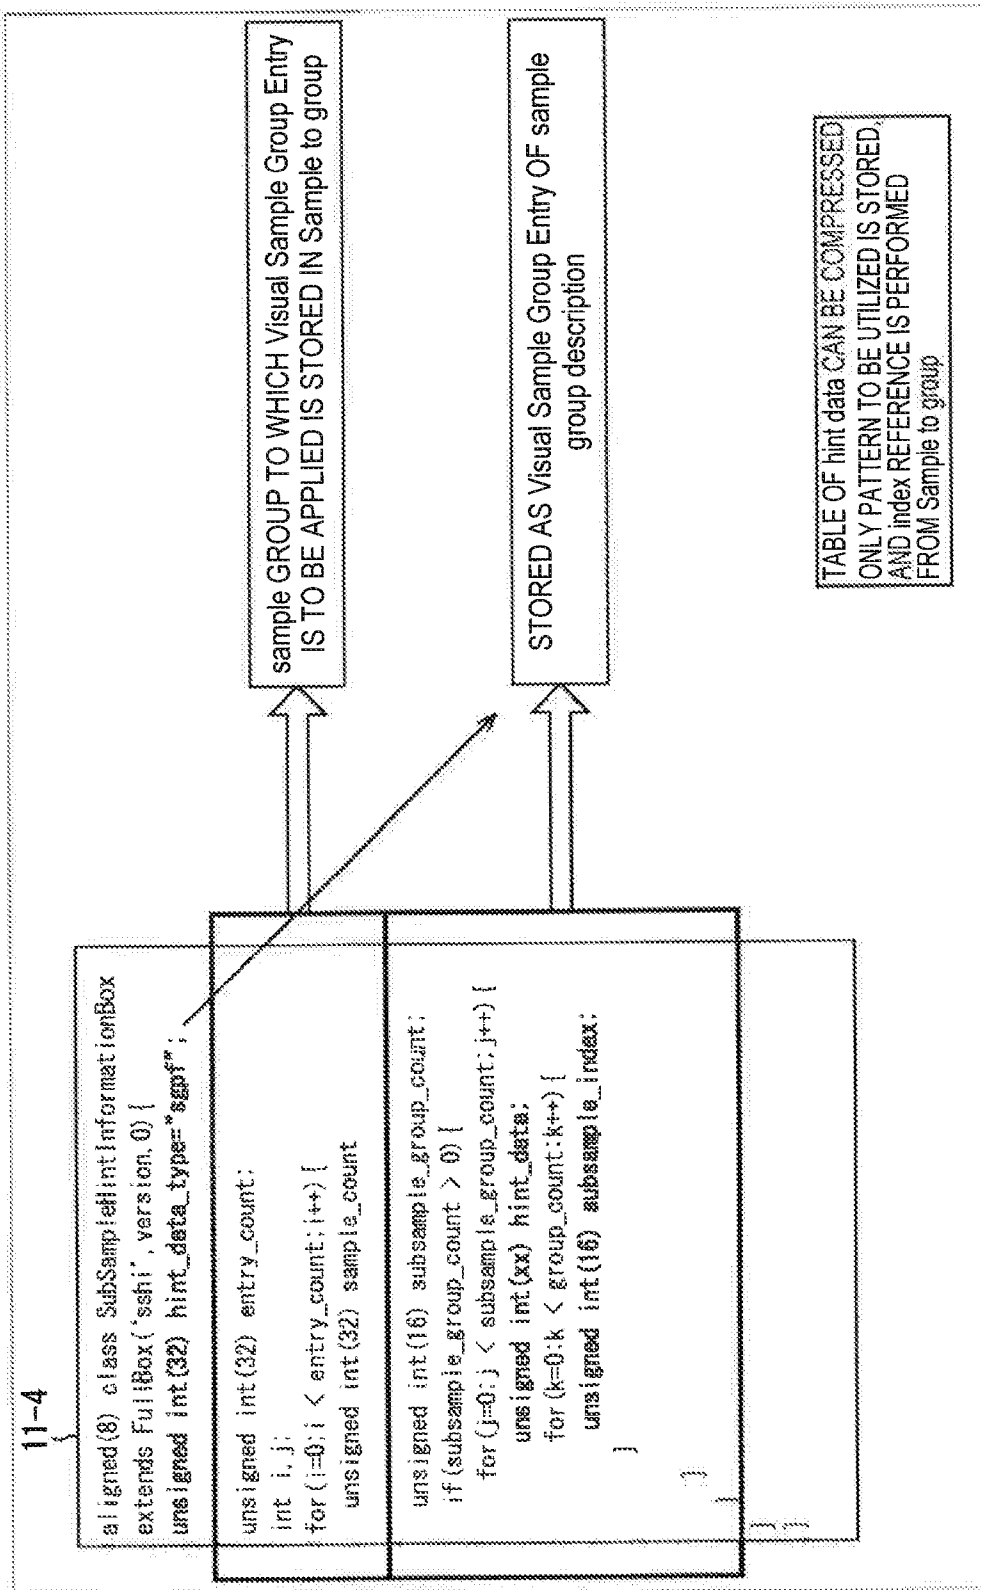 11-4
aligned(8) class SubSampleHintInformationBox
extends FullBox('sshi', version, 0) {
unsigned int(32) hint_data_type="sgpf";
unsigned int(32) entry_count;
int i,j;
for(i=0;i < entry_count;i++) {
unsigned int(32) sample_count
unsigned int(16) subsample_group_count;
if(subsample_group_count > 0) {
for(j=0;j < subsample_group_count;j++) {
unsigned int(xx) hint_data;
for(k=0;k < group_count;k++) {
unsigned int(16) subsample_index;
}
}
}
}
}
sample GROUP TO WHICH Visual Sample Group Entry
IS TO BE APPLIED IS STORED IN Sample to group
STORED AS Visual Sample Group Entry OF sample
group description
TABLE OF hint data CAN BE COMPRESSED
ONLY PATTERN TO BE UTILIZED IS STORED,
AND index REFERENCE IS PERFORMED
FROM Sample to group